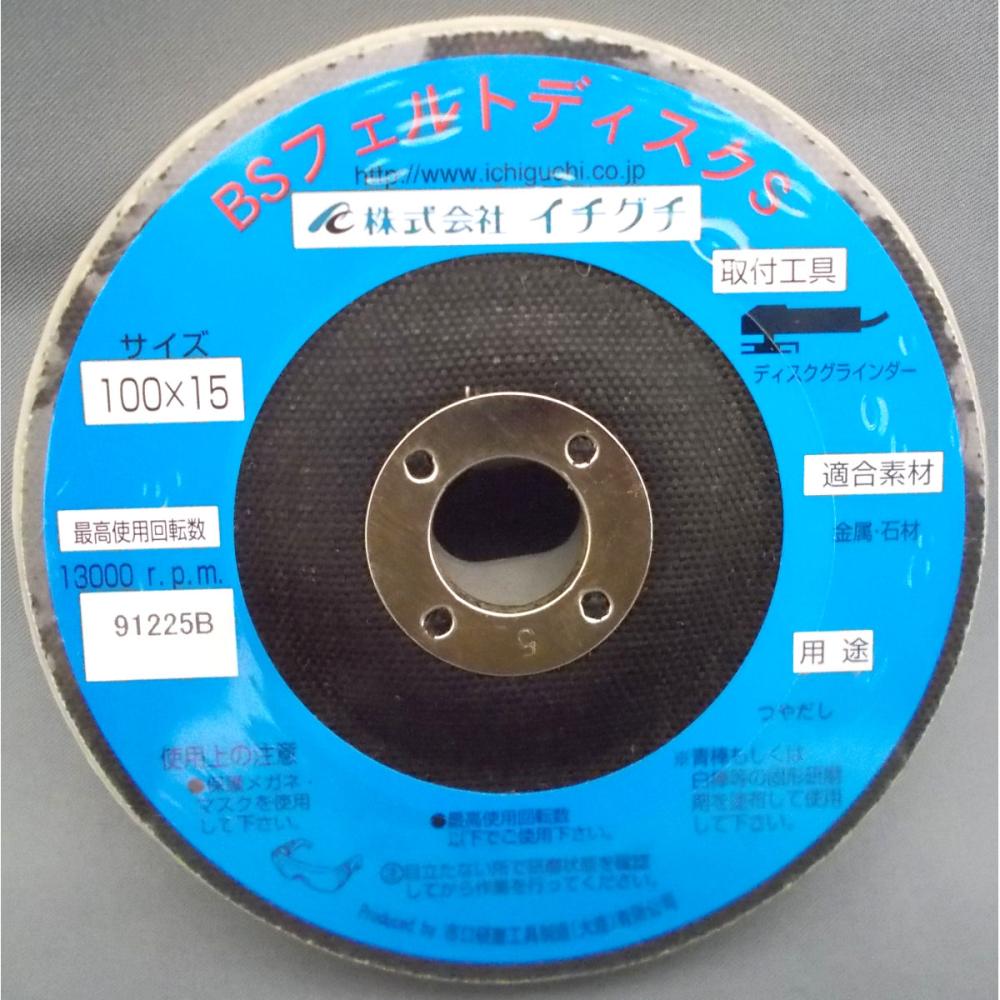 BSフェルトディスクS
http://www.ichiguchi.co.jp
株式会社 イチグチ
取付工具
ディスクグラインダー
サイズ
100×15
適合素材
金属・石材
最高使用回転数
13000 r.p.m.
91225B
用途
つやだし
※青棒もしくは
白棒等の固形研磨
剤を塗布して使用
して下さい。
使用上の注意
●保護メガネ・
マスクを使用
して下さい。
●最高使用回転数
以下でご使用下さい。
目立たない所で研磨状態を確認
してから作業を行ってください。
Produced by
5